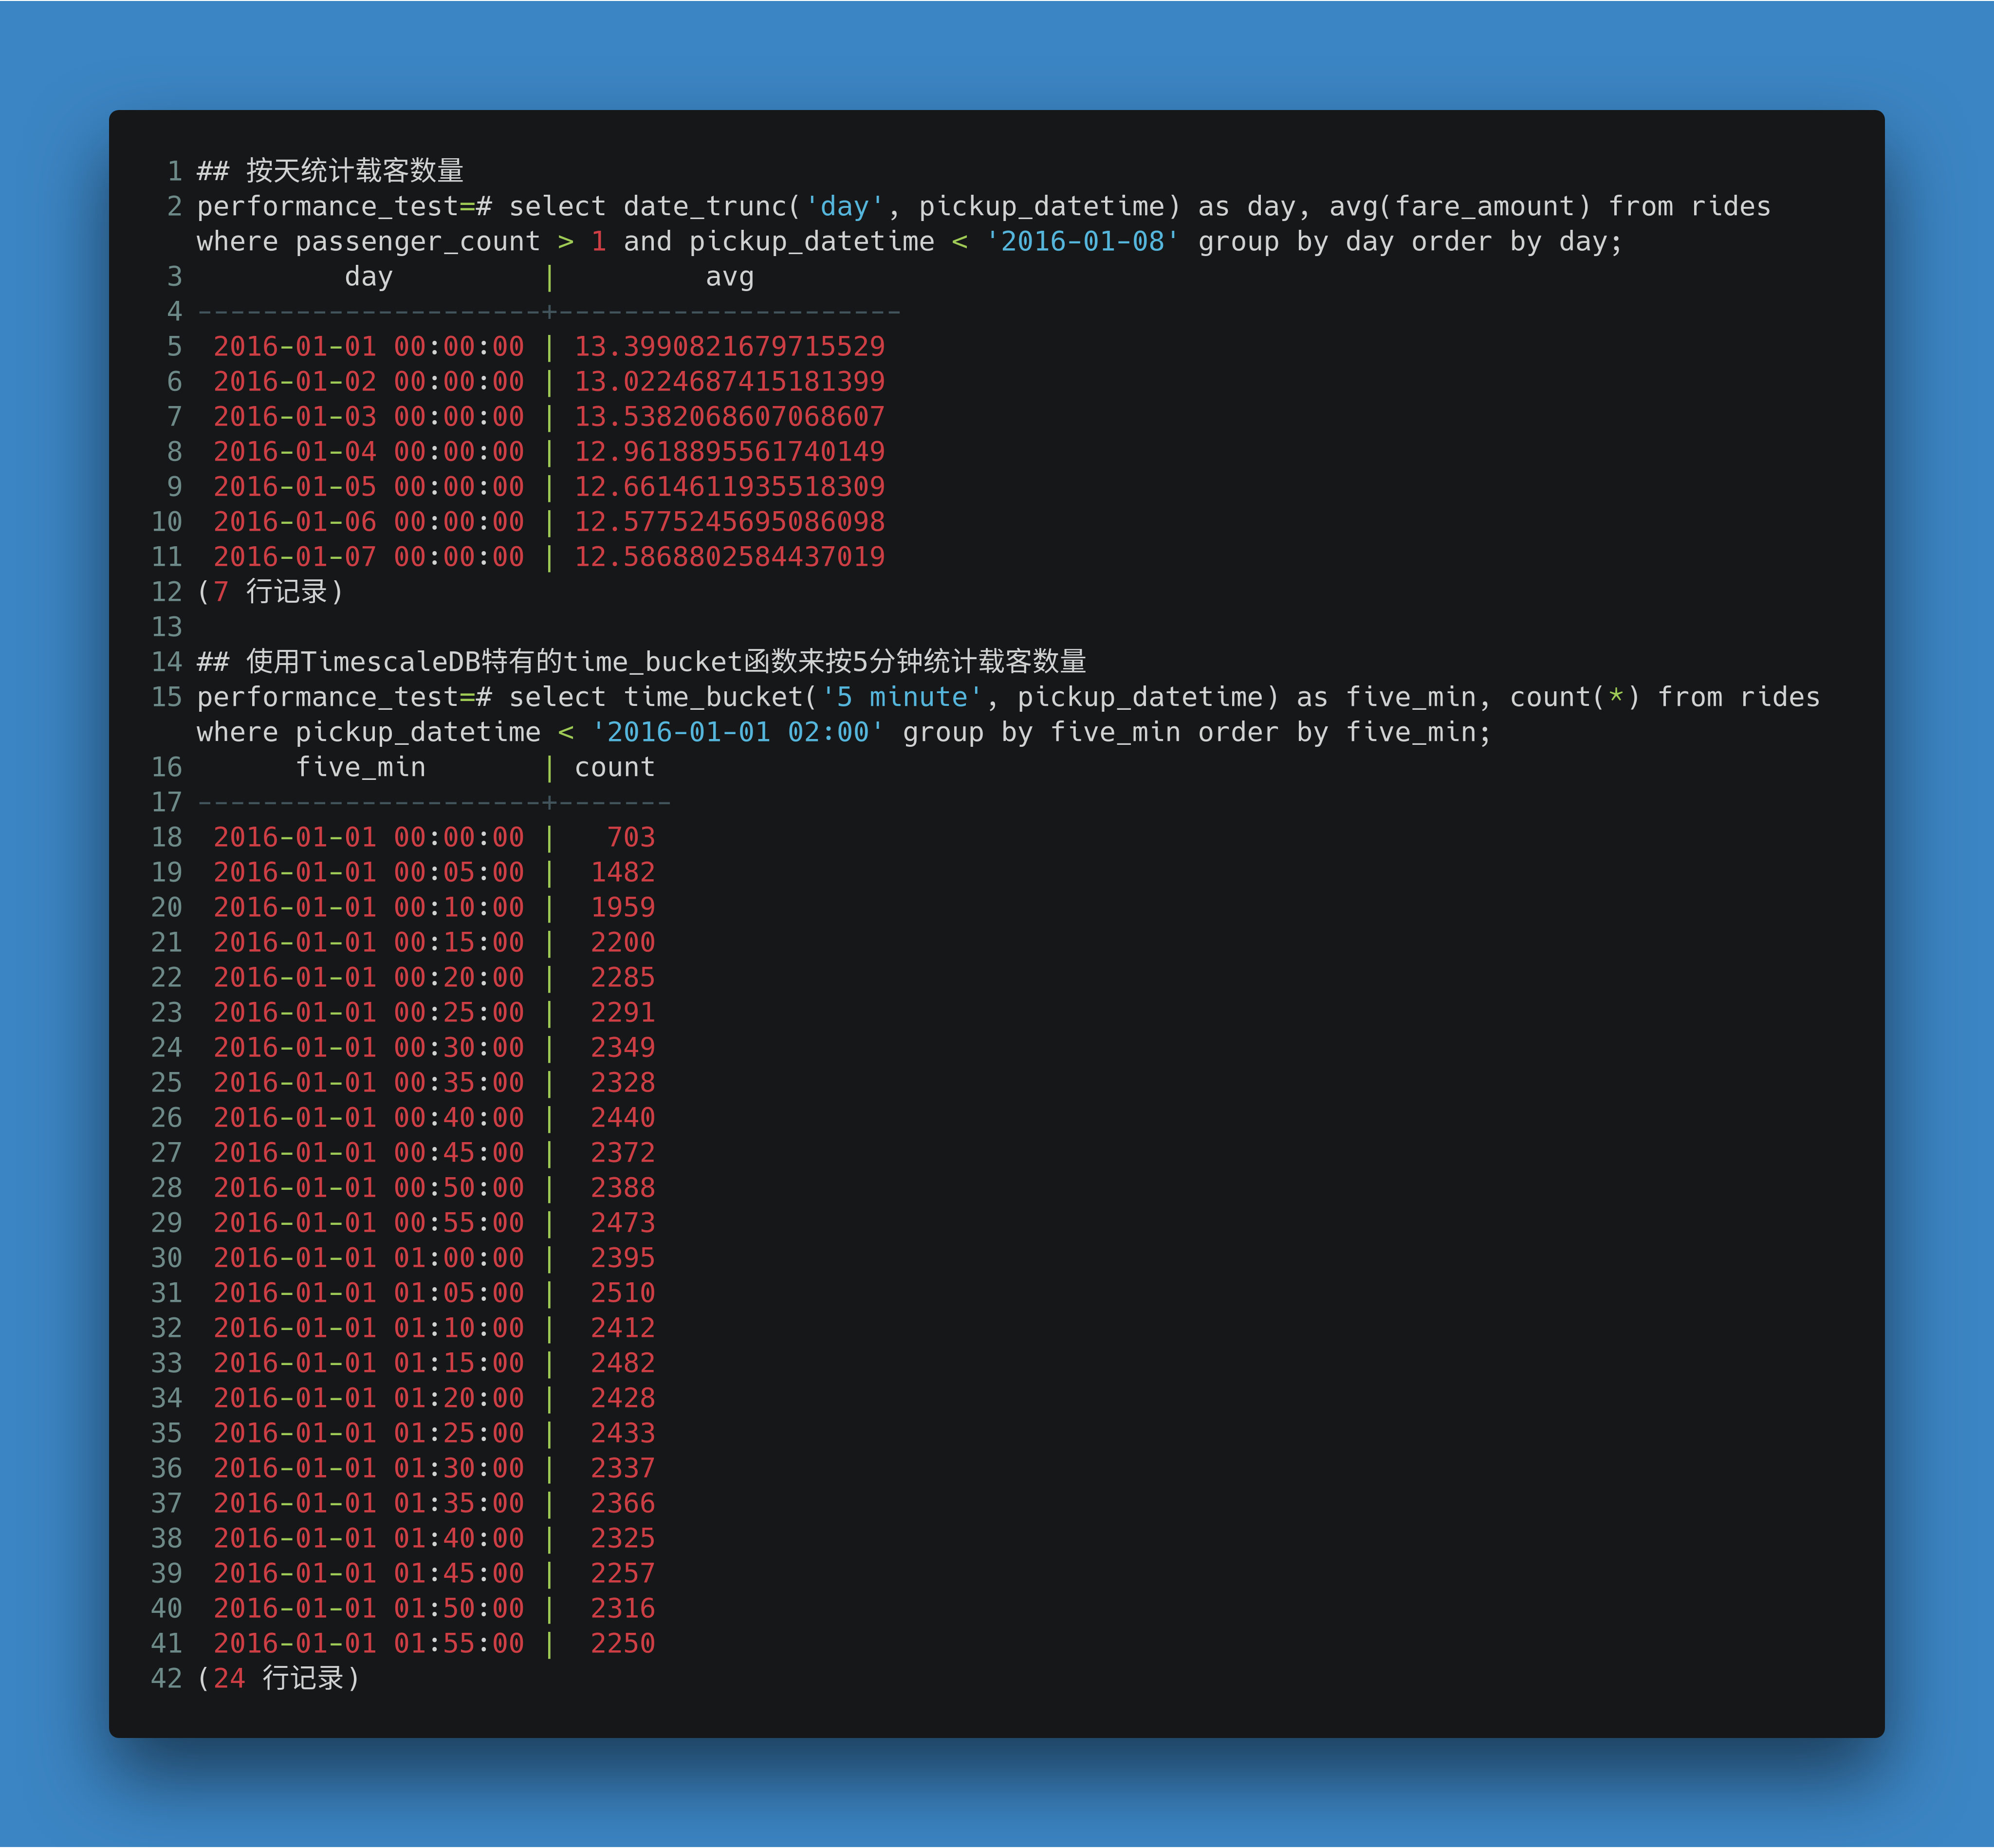 1 ## 按天统计载客数量
2 performance_test=# select date_trunc('day', pickup_datetime) as day, avg(fare_amount) from rides
where passenger_count > 1 and pickup_datetime < '2016-01-08' group by day order by day;
3          day         |         avg
4 ---------------------+---------------------
5  2016-01-01 00:00:00 | 13.3990821679715529
6  2016-01-02 00:00:00 | 13.0224687415181399
7  2016-01-03 00:00:00 | 13.5382068607068607
8  2016-01-04 00:00:00 | 12.9618895561740149
9  2016-01-05 00:00:00 | 12.6614611935518309
10  2016-01-06 00:00:00 | 12.5775245695086098
11  2016-01-07 00:00:00 | 12.5868802584437019
12 (7 行记录)
13
14 ## 使用TimescaleDB特有的time_bucket函数来按5分钟统计载客数量
15 performance_test=# select time_bucket('5 minute', pickup_datetime) as five_min, count(*) from rides
where pickup_datetime < '2016-01-01 02:00' group by five_min order by five_min;
16       five_min       | count
17 ---------------------+-------
18  2016-01-01 00:00:00 |   703
19  2016-01-01 00:05:00 |  1482
20  2016-01-01 00:10:00 |  1959
21  2016-01-01 00:15:00 |  2200
22  2016-01-01 00:20:00 |  2285
23  2016-01-01 00:25:00 |  2291
24  2016-01-01 00:30:00 |  2349
25  2016-01-01 00:35:00 |  2328
26  2016-01-01 00:40:00 |  2440
27  2016-01-01 00:45:00 |  2372
28  2016-01-01 00:50:00 |  2388
29  2016-01-01 00:55:00 |  2473
30  2016-01-01 01:00:00 |  2395
31  2016-01-01 01:05:00 |  2510
32  2016-01-01 01:10:00 |  2412
33  2016-01-01 01:15:00 |  2482
34  2016-01-01 01:20:00 |  2428
35  2016-01-01 01:25:00 |  2433
36  2016-01-01 01:30:00 |  2337
37  2016-01-01 01:35:00 |  2366
38  2016-01-01 01:40:00 |  2325
39  2016-01-01 01:45:00 |  2257
40  2016-01-01 01:50:00 |  2316
41  2016-01-01 01:55:00 |  2250
42 (24 行记录)